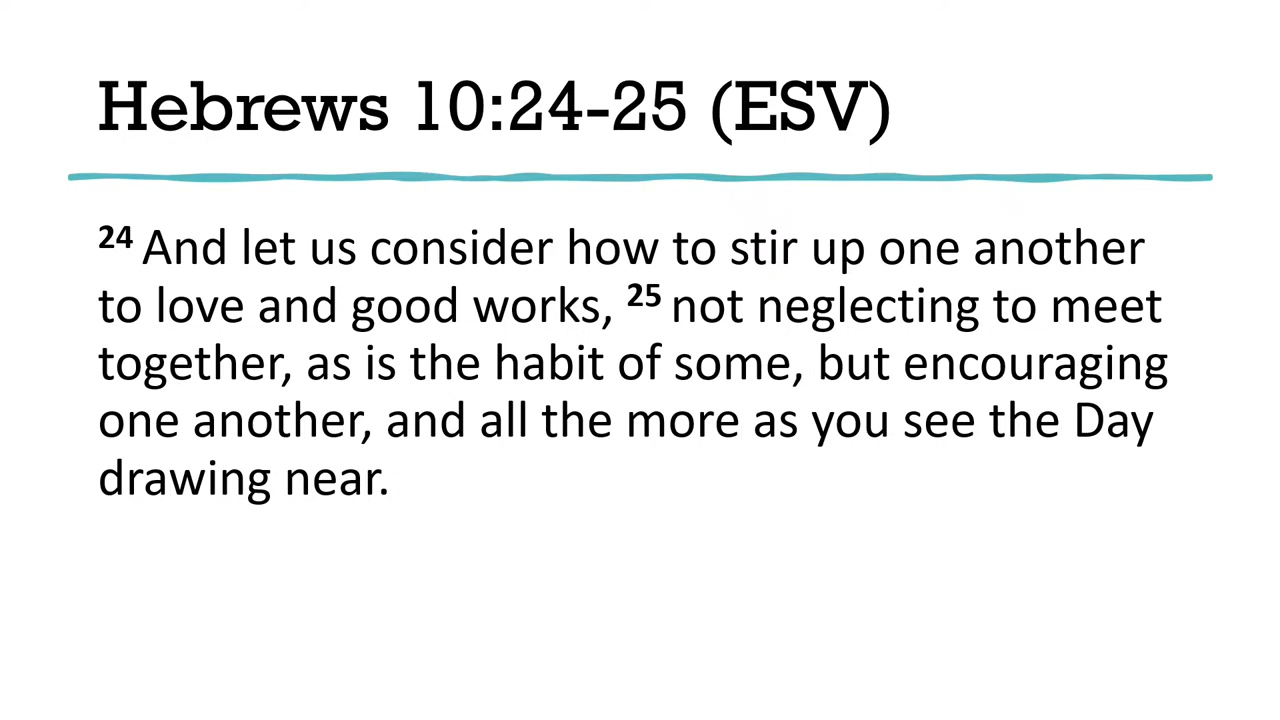 Hebrews 10:24-25 (ESV)
24 And let us consider how to stir up one another
to love and good works, 25 not neglecting to meet
together, as is the habit of some, but encouraging
one another, and all the more as you see the Day
drawing near.